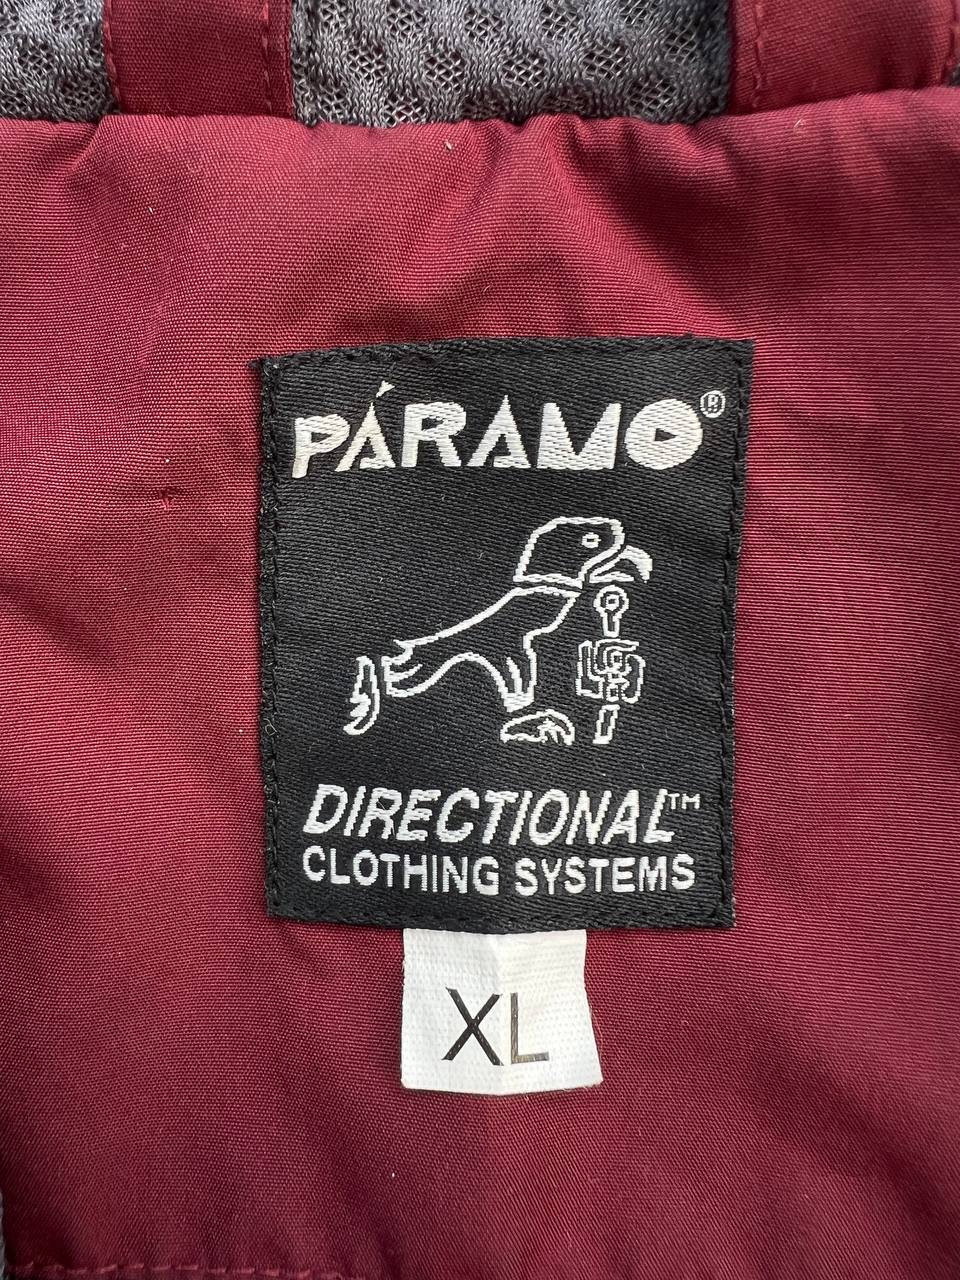 PÁRAMO®
DIRECTIONAL™
CLOTHING SYSTEMS
XL